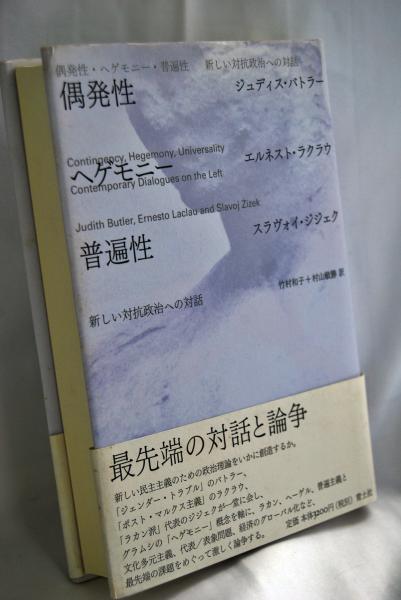 偶発性・ヘゲモニー・普遍性 新しい対抗政治への対話
偶発性
ジュディス・バトラー
Contingency, Hegemony, Universality
ヘゲモニー
エルネスト・ラクラウ
Contemporary Dialogues on the Left
Judith Butler, Ernesto Laclau and Slavoj Zizek
普遍性
スラヴォイ・ジジェク
竹村和子+村山敏勝 訳
新しい対抗政治への対話
最先端の対話と論争
新しい民主主義のための政治理論をいかに創造するか。
『ジェンダー・トラブル』のバトラー、
「ポスト・マルクス主義」のラクラウ、
「ラカン派」代表のジジェクが一堂に会し、
グラムシの「ヘゲモニー」概念を軸に、ラカン、ヘーゲル、普遍主義と
文化多元主義、代表/表象問題、経済のグローバル化など、
最先端の課題をめぐって激しく論争する。
定価 本体3200円(税別) 青土社